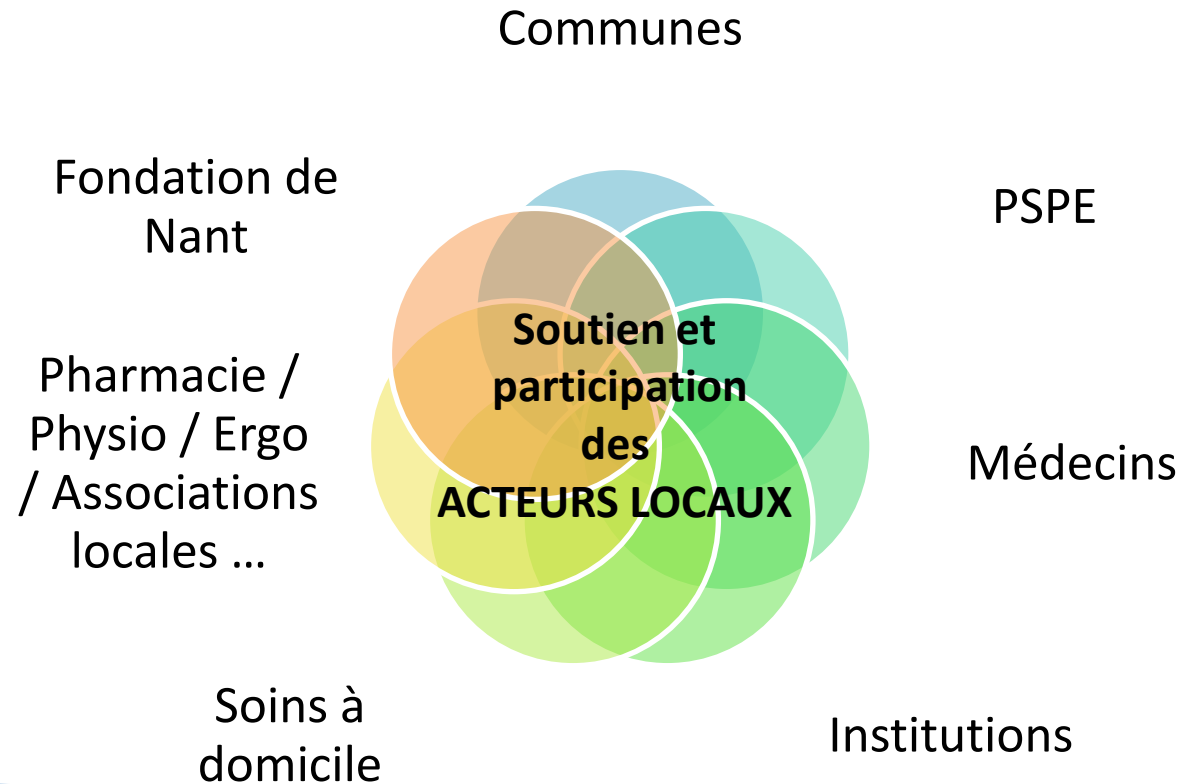 Communes
Fondation de
Nant
PSPE
Soutien et
participation
des
ACTEURS LOCAUX
Pharmacie /
Physio / Ergo
/ Associations
locales ...
Médecins
Soins à
domicile
Institutions